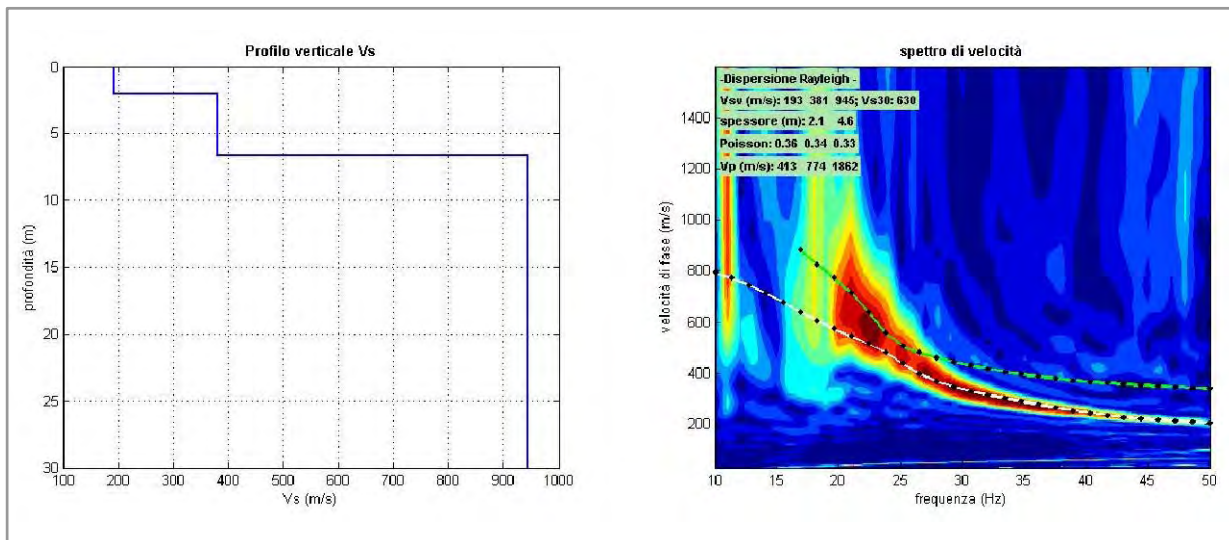 Profilo verticale Vs
0
5
10
15
20
25
30
profondità (m)
100 200 300 400 500 600 700 800 900 1000
Vs (m/s)
spettro di velocità
-Dispersione Rayleigh -
Vsv (m/s): 193 381 945; Vs30: 630
spessore (m): 2.1 4.6
Poisson: 0.36 0.34 0.33
Vp (m/s): 413 774 1862
1400
1200
1000
800
600
400
200
velocità di fase (m/s)
10 15 20 25 30 35 40 45 50
frequenza (Hz)